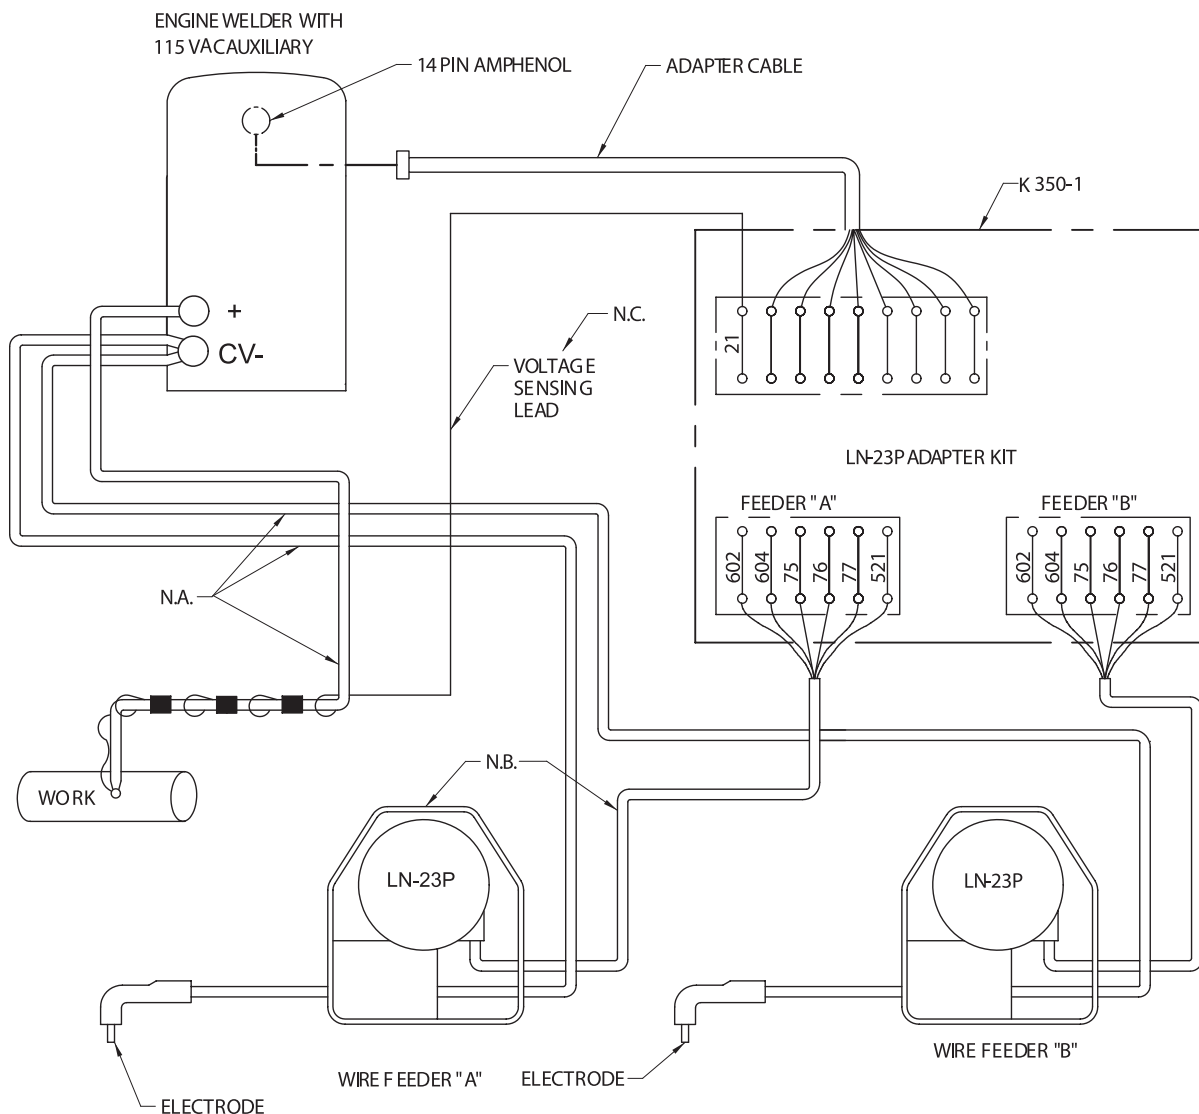 ENGINE WELDER WITH
115 VAC AUXILIARY
14 PIN AMPHENOL
ADAPTER CABLE
K 350-1
+
CV-
N.C.
VOLTAGE
SENSING
LEAD
21
LN-23P ADAPTER KIT
FEEDER "A"
FEEDER "B"
602
604
75
76
77
521
602
604
75
76
77
521
N.A.
N.B.
WORK
LN-23P
LN-23P
WIRE FEEDER "A"
WIRE FEEDER "B"
ELECTRODE
ELECTRODE